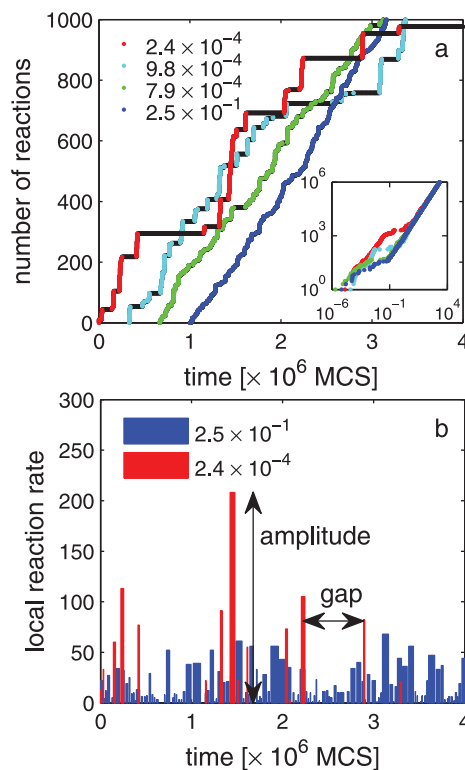 1000
a
2.4 × 10⁻⁴
9.8 × 10⁻⁴
7.9 × 10⁻⁴
2.5 × 10⁻¹
800
600
400
200
0
number of reactions
10⁶
10³
10⁰
10⁻⁶ 10⁻¹ 10⁴
0 1 2 3 4
time [× 10⁶ MCS]
300
b
2.5 × 10⁻¹
2.4 × 10⁻⁴
250
200
150
100
50
0
local reaction rate
amplitude
gap
0 1 2 3 4
time [× 10⁶ MCS]